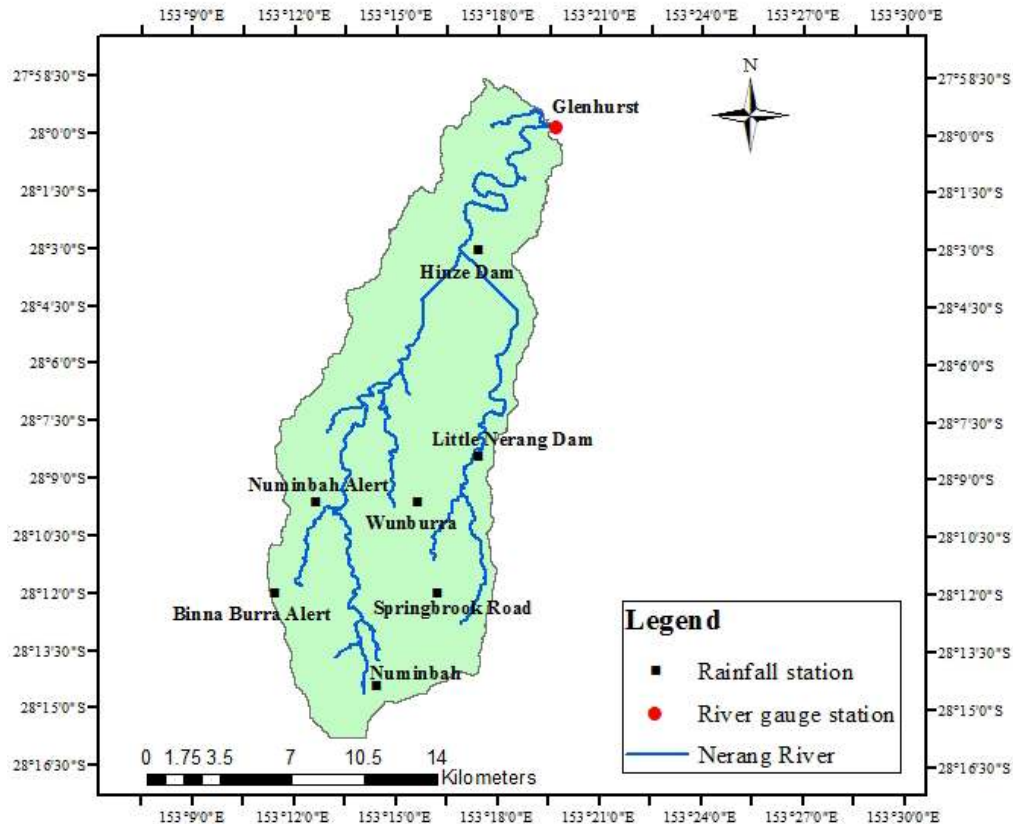 153°9'0"E 153°12'0"E 153°15'0"E 153°18'0"E 153°21'0"E 153°24'0"E 153°27'0"E 153°30'0"E
N
27°58'30"S 27°58'30"S
Glenhurst
28°0'0"S 28°0'0"S
28°1'30"S 28°1'30"S
28°3'0"S 28°3'0"S
Hinze Dam
28°4'30"S 28°4'30"S
28°6'0"S 28°6'0"S
28°7'30"S 28°7'30"S
Little Nerang Dam
28°9'0"S 28°9'0"S
Numinbah Alert
Wunburra
28°10'30"S 28°10'30"S
28°12'0"S 28°12'0"S
Binna Burra Alert Springbrook Road
Legend
28°13'30"S 28°13'30"S
Numinbah
Rainfall station
28°15'0"S 28°15'0"S
River gauge station
Nerang River
28°16'30"S 28°16'30"S
0 1.75 3.5 7 10.5 14
Kilometers
153°9'0"E 153°12'0"E 153°15'0"E 153°18'0"E 153°21'0"E 153°24'0"E 153°27'0"E 153°30'0"E